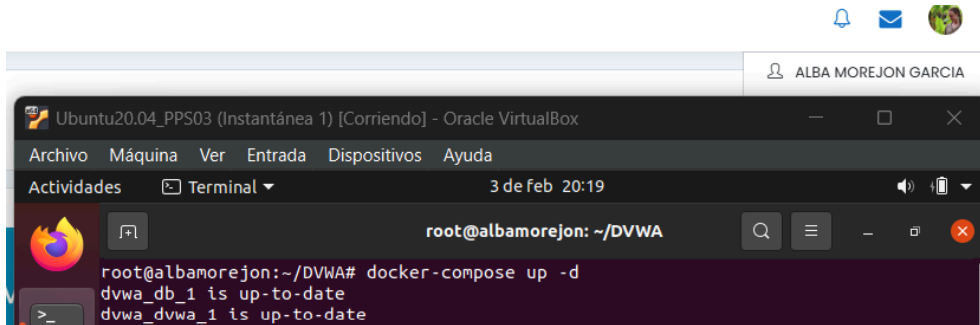 ALBA MOREJON GARCIA
Ubuntu20.04_PPS03 (Instantánea 1) [Corriendo] - Oracle VirtualBox
Archivo Máquina Ver Entrada Dispositivos Ayuda
Actividades Terminal 3 de feb 20:19
root@albamorejon: ~/DVWA
root@albamorejon:~/DVWA# docker-compose up -d
dvwa_db_1 is up-to-date
dvwa_dvwa_1 is up-to-date